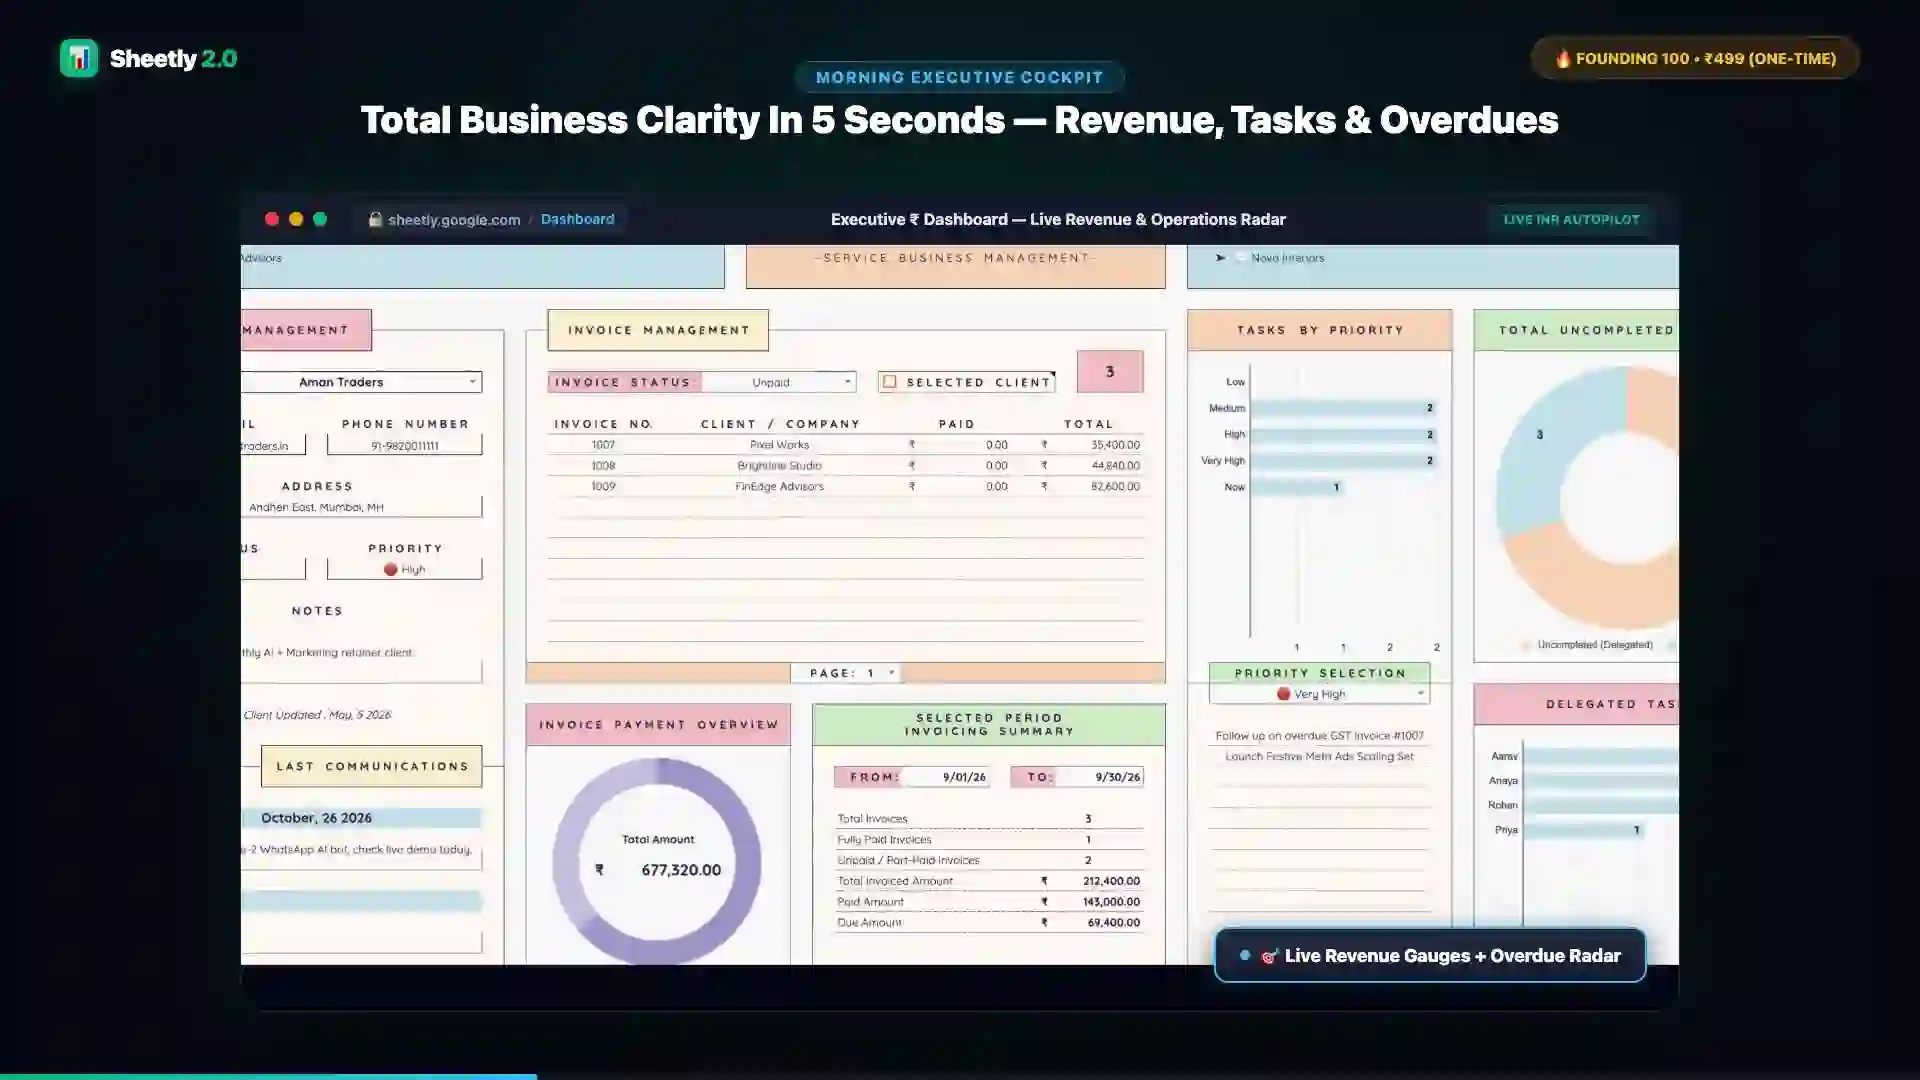 Sheetly 2.0
FOUNDING 100 • ₹499 (ONE-TIME)
MORNING EXECUTIVE COCKPIT
Total Business Clarity In 5 Seconds — Revenue, Tasks & Overdues
sheetly.google.com / Dashboard
Executive ₹ Dashboard — Live Revenue & Operations Radar
LIVE INR AUTOPILOT
Advisors
-SERVICE BUSINESS MANAGEMENT-
➤ Nova Interiors
MANAGEMENT
Aman Traders
IL
PHONE NUMBER
traders.in
91-9820011111
ADDRESS
Andheri East, Mumbai, MH
US
PRIORITY
High
NOTES
thly AI + Marketing retainer client.
Client Updated . May, 5 2026
LAST COMMUNICATIONS
October, 26 2026
e-2 WhatsApp AI bot, check live demo today.
INVOICE MANAGEMENT
INVOICE STATUS: Unpaid
SELECTED CLIENT
3
INVOICE NO. CLIENT / COMPANY PAID TOTAL
1007 Pixel Works ₹ 0.00 ₹ 35,400.00
1008 Brightline Studio ₹ 0.00 ₹ 44,840.00
1009 FinEdge Advisors ₹ 0.00 ₹ 82,600.00
PAGE: 1
INVOICE PAYMENT OVERVIEW
Total Amount
₹ 677,320.00
SELECTED PERIOD
INVOICING SUMMARY
FROM: 9/01/26 TO: 9/30/26
Total Invoices 3
Fully Paid Invoices 1
Unpaid / Part-Paid Invoices 2
Total Invoiced Amount ₹ 212,400.00
Paid Amount ₹ 143,000.00
Due Amount ₹ 69,400.00
TASKS BY PRIORITY
Low
Medium 2
High 2
Very High 2
Now 1
1 1 2 2
PRIORITY SELECTION
Very High
Follow up on overdue GST Invoice #1007
Launch Festive Meta Ads Scaling Set
TOTAL UNCOMPLETED
3
Uncompleted (Delegated)
DELEGATED TAS
Aarav
Anaya
Rohan
Priya 1
Live Revenue Gauges + Overdue Radar